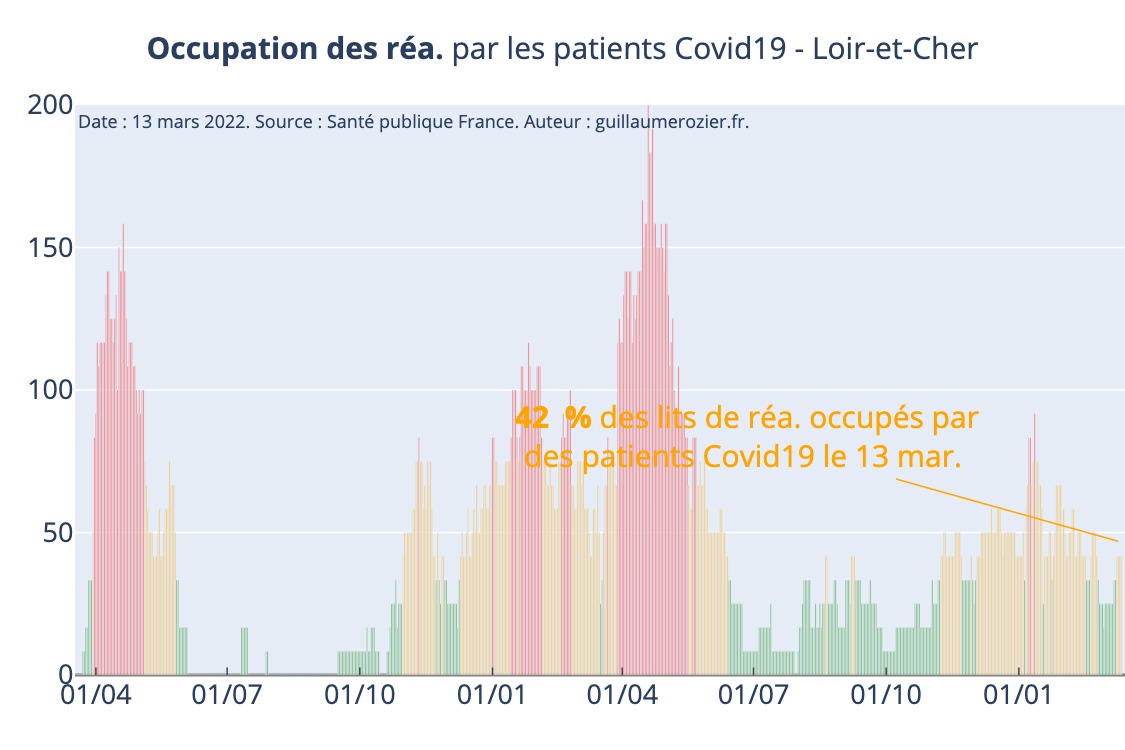 Occupation des réa. par les patients Covid19 - Loir-et-Cher
200
Date : 13 mars 2022. Source : Santé publique France. Auteur : guillaumerozier.fr.
150
100
42 % des lits de réa. occupés par
des patients Covid19 le 13 mar.
50
0
01/04 01/07 01/10 01/01 01/04 01/07 01/10 01/01